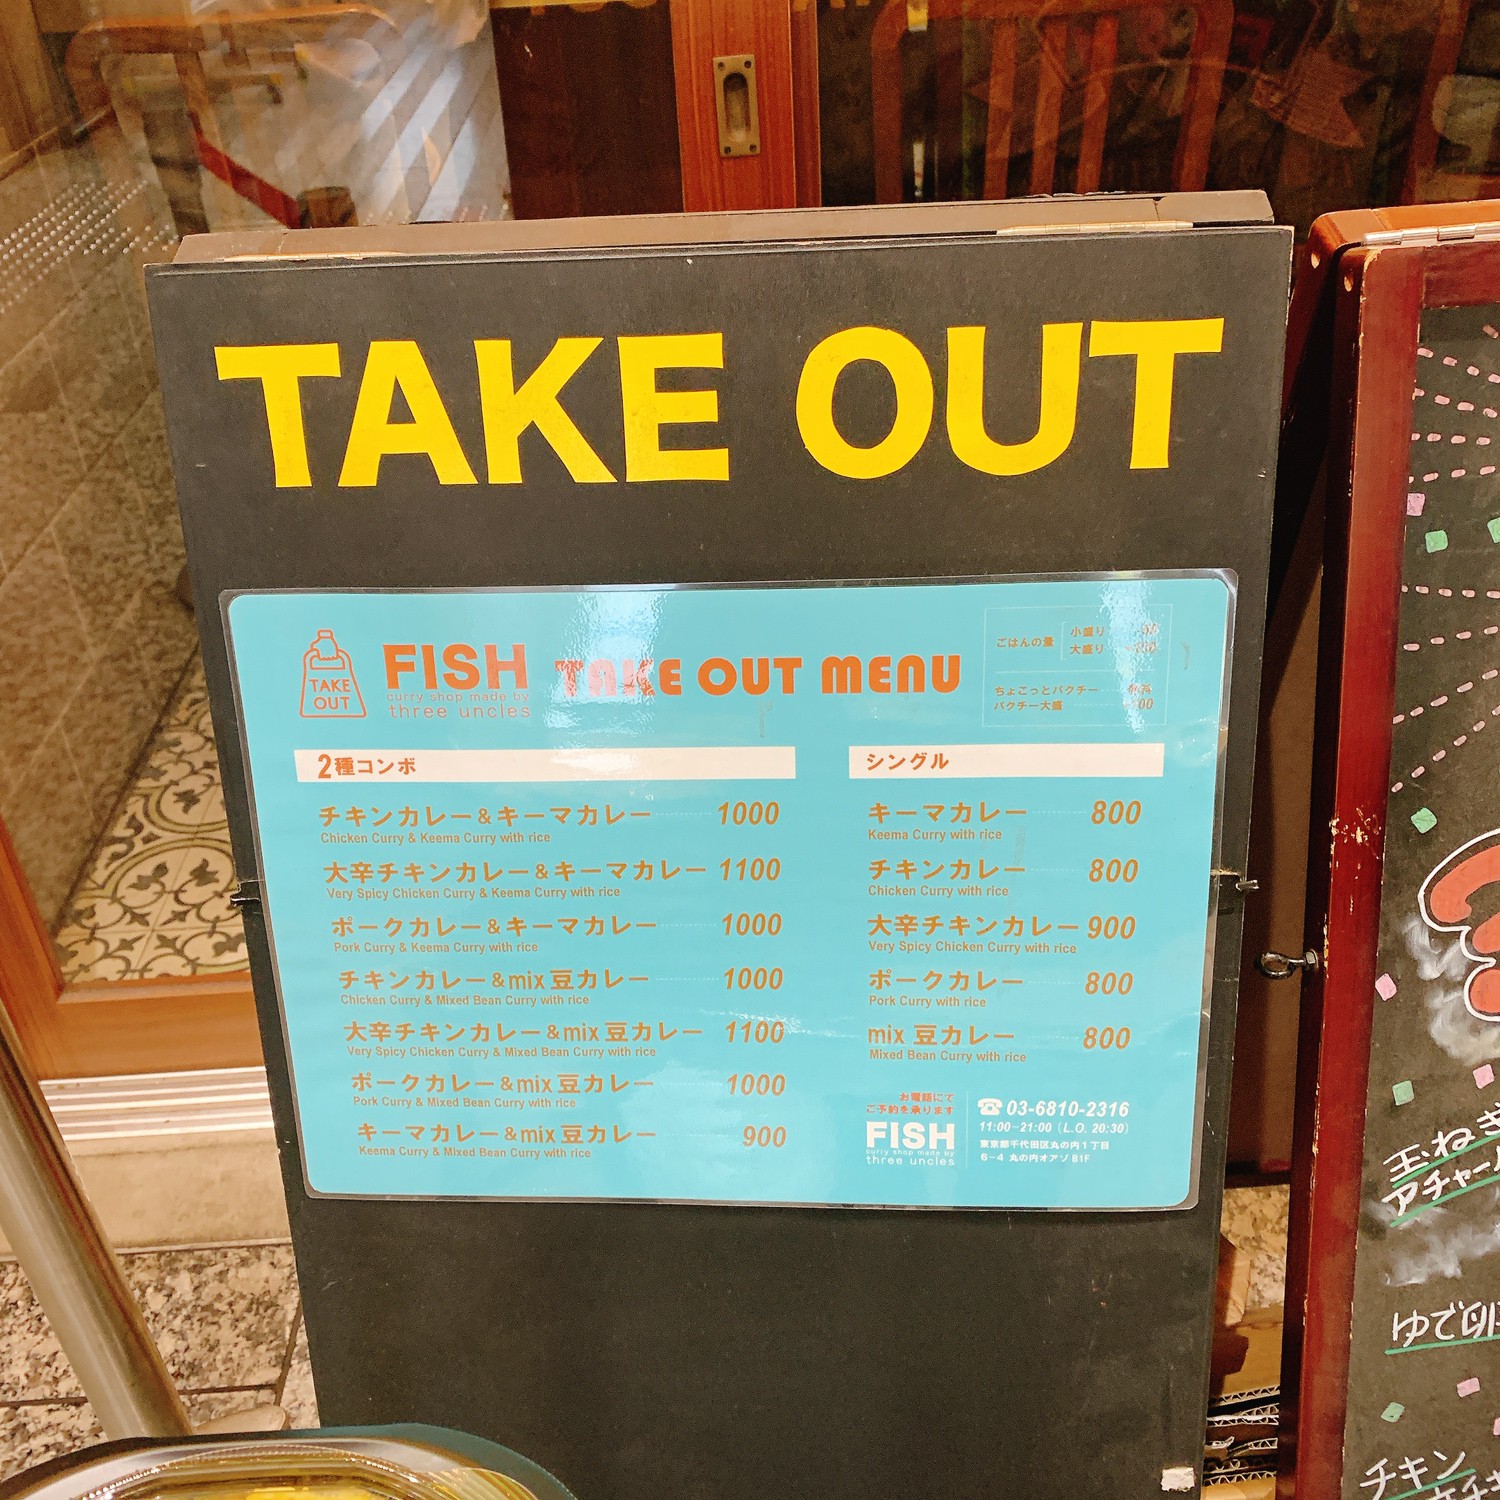 TAKE OUT
TAKE
OUT
FISH
curry shop made by
three uncles
TAKE OUT MENU
ごはんの量
小盛り
大盛り
ちょこっとパクチー
パクチー大盛
2種コンボ
チキンカレー&キーマカレー 1000
Chicken Curry & Keema Curry with rice
大辛チキンカレー&キーマカレー 1100
Very Spicy Chicken Curry & Keema Curry with rice
ポークカレー&キーマカレー 1000
Pork Curry & Keema Curry with rice
チキンカレー&mix豆カレー 1000
Chicken Curry & Mixed Bean Curry with rice
大辛チキンカレー&mix豆カレー 1100
Very Spicy Chicken Curry & Mixed Bean Curry with rice
ポークカレー&mix豆カレー 1000
Pork Curry & Mixed Bean Curry with rice
キーマカレー&mix豆カレー 900
Keema Curry & Mixed Bean Curry with rice
シングル
キーマカレー 800
Keema Curry with rice
チキンカレー 800
Chicken Curry with rice
大辛チキンカレー 900
Very Spicy Chicken Curry with rice
ポークカレー 800
Pork Curry with rice
mix 豆カレー 800
Mixed Bean Curry with rice
お電話にて
ご予約を承ります
FISH
curry shop made by
three uncles
☎03-6810-2316
11:00~21:00 (L.O. 20:30)
東京都千代田区丸の内1丁目
6-4 丸の内オアゾ B1F
玉ねぎ
アチャール
ゆで卵
チキン